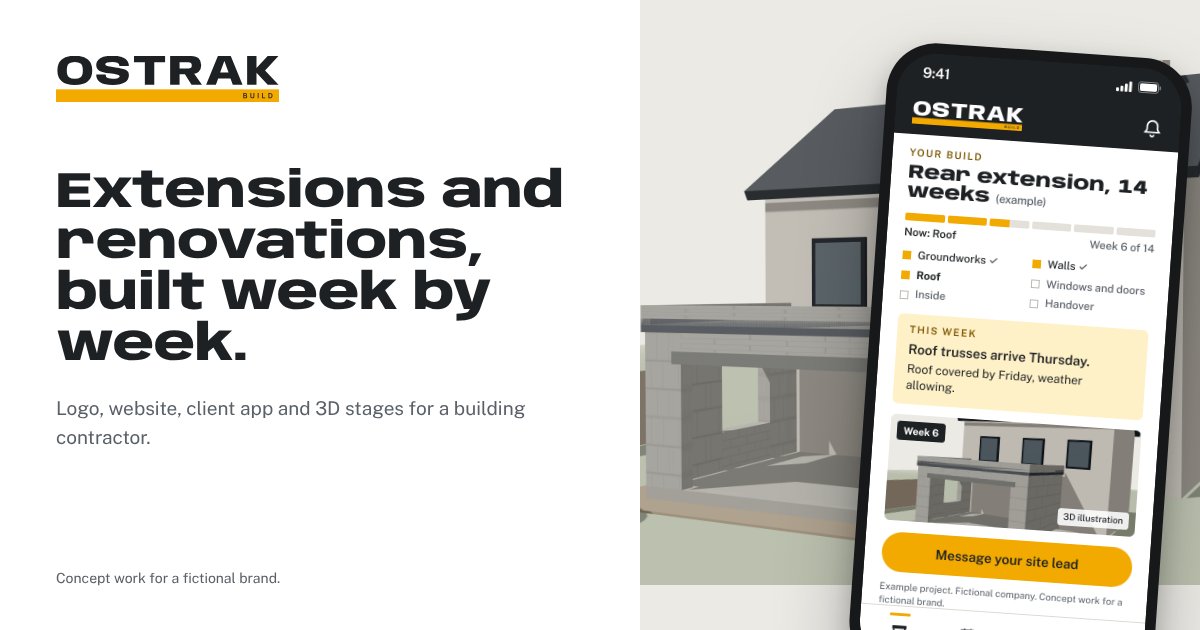 OSTRAK
BUILD
Extensions and
renovations,
built week by
week.
Logo, website, client app and 3D stages for a building
contractor.
Concept work for a fictional brand.
9:41
OSTRAK
BUILD
YOUR BUILD
Rear extension, 14
weeks (example)
Now: Roof
Week 6 of 14
Groundworks ✓
Walls ✓
Roof
Windows and doors
Inside
Handover
THIS WEEK
Roof trusses arrive Thursday.
Roof covered by Friday, weather
allowing.
Week 6
3D illustration
Message your site lead
Example project. Fictional company. Concept work for a
fictional brand.